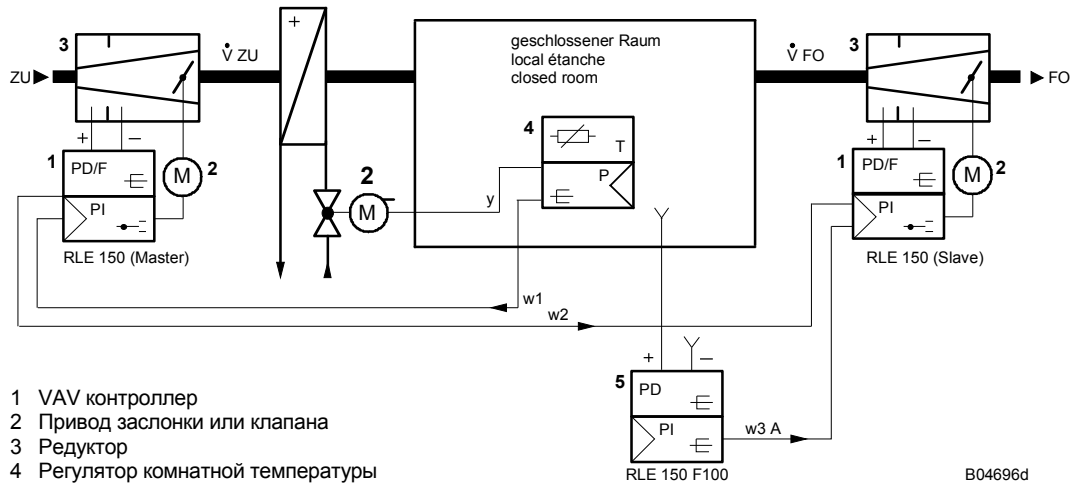 3
V ZU
+
geschlossener Raum
local étanche
closed room
V FO
3
ZU
FO
4
T
P
+ −
1
PD/F
M
2
PI
RLE 150 (Master)
2
M
y
+ −
1
PD/F
M
2
PI
RLE 150 (Slave)
w1
w2
+ −
5
PD
PI
w3 A
RLE 150 F100
1 VAV контроллер
2 Привод заслонки или клапана
3 Редуктор
4 Регулятор комнатной температуры
B04696d